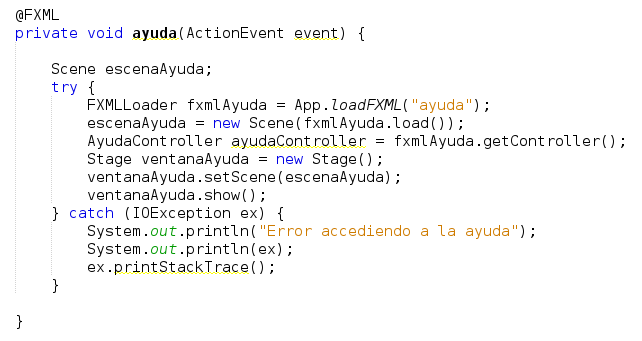 @FXML
private void ayuda(ActionEvent event) {
Scene escenaAyuda;
try {
FXMLLoader fxmlAyuda = App.loadFXML("ayuda");
escenaAyuda = new Scene(fxmlAyuda.load());
AyudaController ayudaController = fxmlAyuda.getController();
Stage ventanaAyuda = new Stage();
ventanaAyuda.setScene(escenaAyuda);
ventanaAyuda.show();
} catch (IOException ex) {
System.out.println("Error accediendo a la ayuda");
System.out.println(ex);
ex.printStackTrace();
}
}